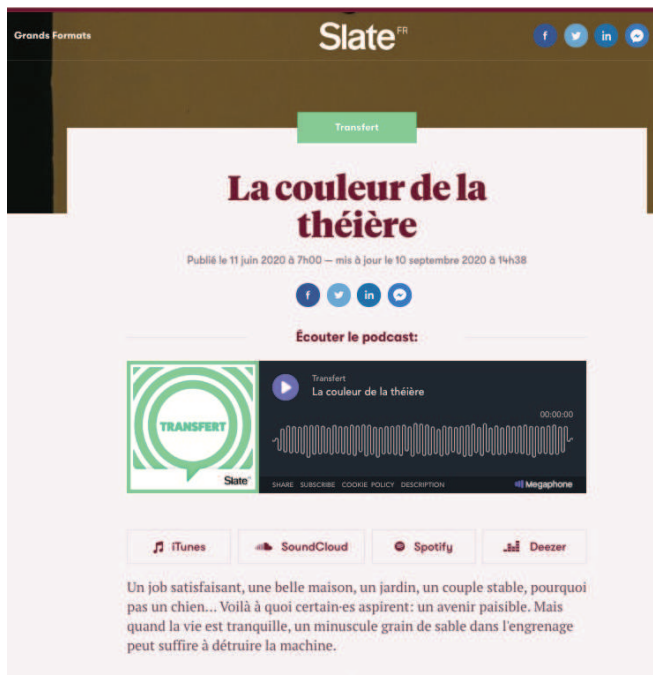 Grands Formats
Slate FR
Transfert
La couleur de la
théière
Publié le 11 juin 2020 à 7h00 — mis à jour le 10 septembre 2020 à 14h38
Écouter le podcast:
TRANSFERT
Slate
Transfert
La couleur de la théière
00:00:00
SHARE SUBSCRIBE COOKIE POLICY DESCRIPTION
Megaphone
iTunes
SoundCloud
Spotify
Deezer
Un job satisfaisant, une belle maison, un jardin, un couple stable, pourquoi
pas un chien... Voilà à quoi certain·es aspirent: un avenir paisible. Mais
quand la vie est tranquille, un minuscule grain de sable dans l'engrenage
peut suffire à détruire la machine.